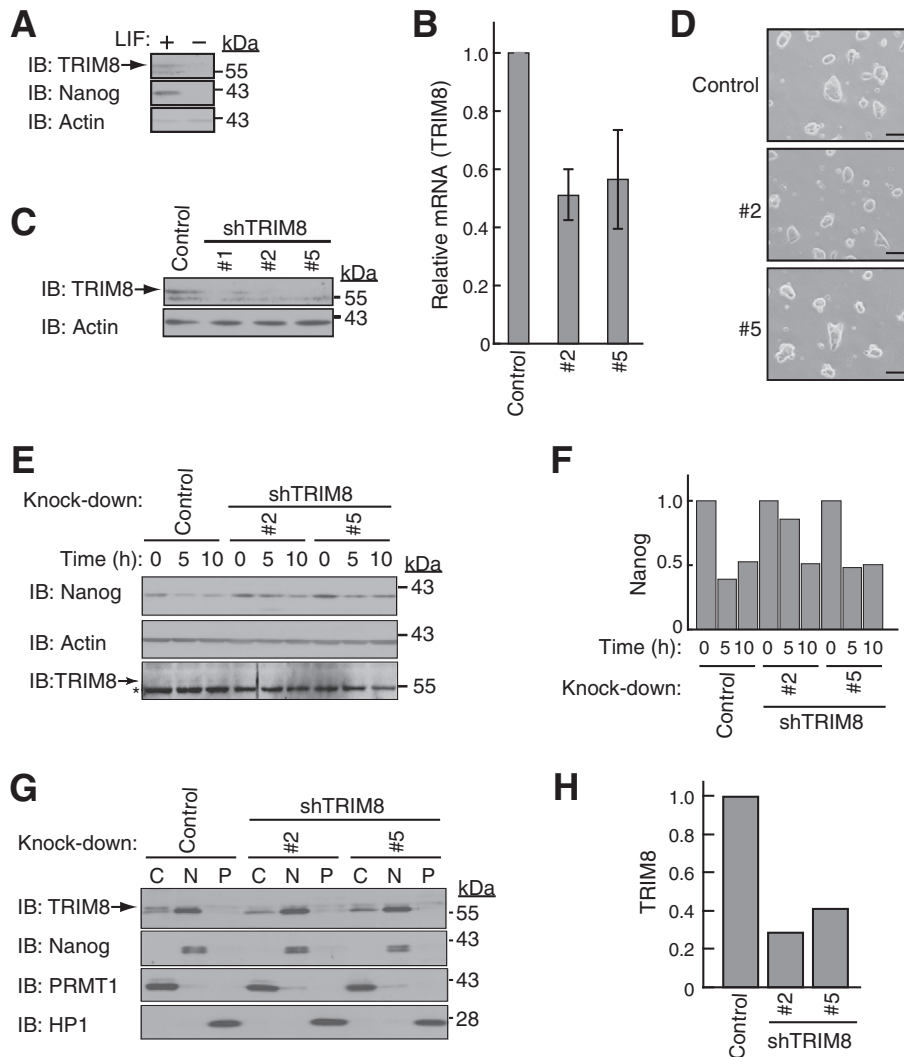 A
LIF: + − kDa
IB: TRIM8
55
IB: Nanog
43
IB: Actin
43
B
Relative mRNA (TRIM8)
1.0
0.8
0.6
0.4
0.2
0
Control
#2
#5
C
Control
shTRIM8
#1
#2
#5
kDa
IB: TRIM8
55
IB: Actin
43
D
Control
#2
#5
E
Knock-down:
Control
shTRIM8
#2
#5
Time (h): 0 5 10 0 5 10 0 5 10
kDa
IB: Nanog
43
IB: Actin
43
IB:TRIM8
*
55
F
Nanog
1.0
0.5
0
Time (h): 0 5 10 0 5 10 0 5 10
Knock-down:
Control
#2
#5
shTRIM8
G
Knock-down:
Control
shTRIM8
#2
#5
C N P C N P C N P
kDa
IB: TRIM8
55
IB: Nanog
43
IB: PRMT1
43
IB: HP1
28
H
TRIM8
1.0
0.8
0.6
0.4
0.2
0
Control
#2
#5
shTRIM8